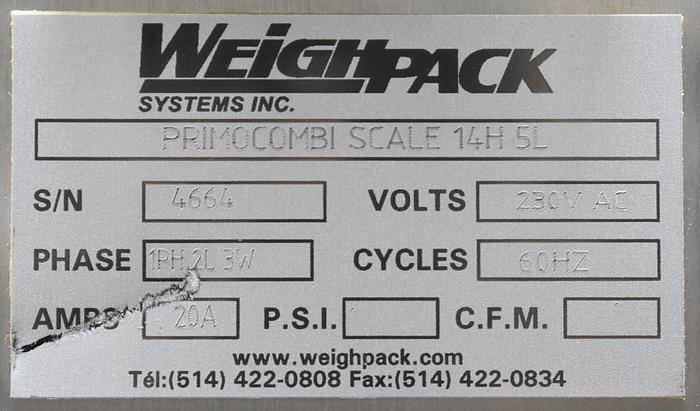 WEIGHPACK
SYSTEMS INC.
PRIMOCOMBI SCALE 14H 5L
S/N 4664 VOLTS 230V AC
PHASE 1PH 2L 3W CYCLES 60HZ
AMPS 20A P.S.I. C.F.M.
www.weighpack.com
Tél:(514) 422-0808 Fax:(514) 422-0834